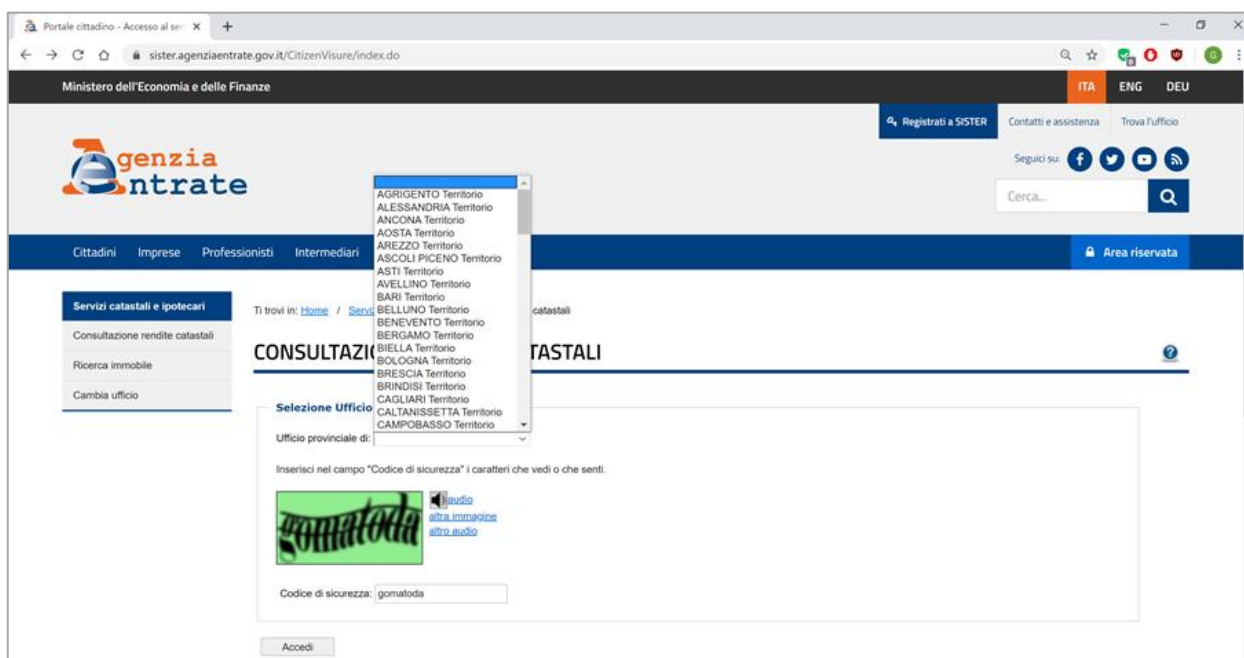 Portale cittadino - Accesso al ser
sister.agenziaentrate.gov.it/CitizenVisure/index.do
G
Ministero dell'Economia e delle Finanze
ITA ENG DEU
Registrati a SISTER Contatti e assistenza Trova l'ufficio
Agenzia
Entrate
Seguici su:
Cerca...
Cittadini Imprese Professionisti Intermediari
Area riservata
Servizi catastali e ipotecari
Consultazione rendite catastali
Ricerca immobile
Cambia ufficio
Ti trovi in: Home / Serv catastali
CONSULTAZI TASTALI
Selezione Ufficio
AGRIGENTO Territorio
ALESSANDRIA Territorio
ANCONA Territorio
AOSTA Territorio
AREZZO Territorio
ASCOLI PICENO Territorio
ASTI Territorio
AVELLINO Territorio
BARI Territorio
BELLUNO Territorio
BENEVENTO Territorio
BERGAMO Territorio
BIELLA Territorio
BOLOGNA Territorio
BRESCIA Territorio
BRINDISI Territorio
CAGLIARI Territorio
CALTANISSETTA Territorio
CAMPOBASSO Territorio
Ufficio provinciale di:
Inserisci nel campo "Codice di sicurezza" i caratteri che vedi o che senti.
gomatoda
audio
altra immagine
altro audio
Codice di sicurezza: gomatoda
Accedi